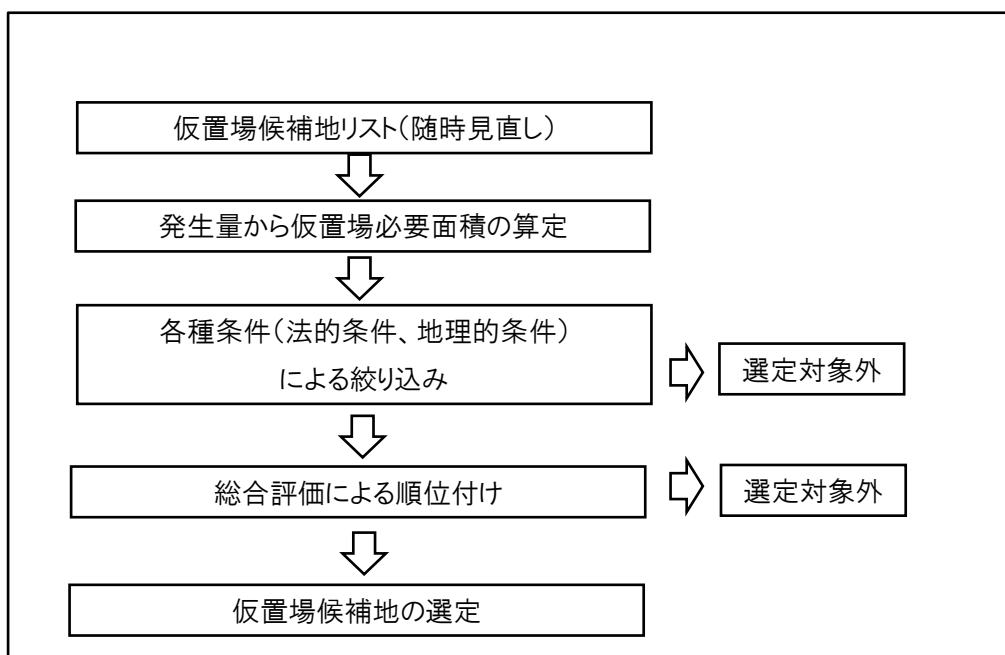 仮置場候補地リスト(随時見直し)
発生量から仮置場必要面積の算定
各種条件(法的条件、地理的条件)
による絞り込み
選定対象外
総合評価による順位付け
選定対象外
仮置場候補地の選定